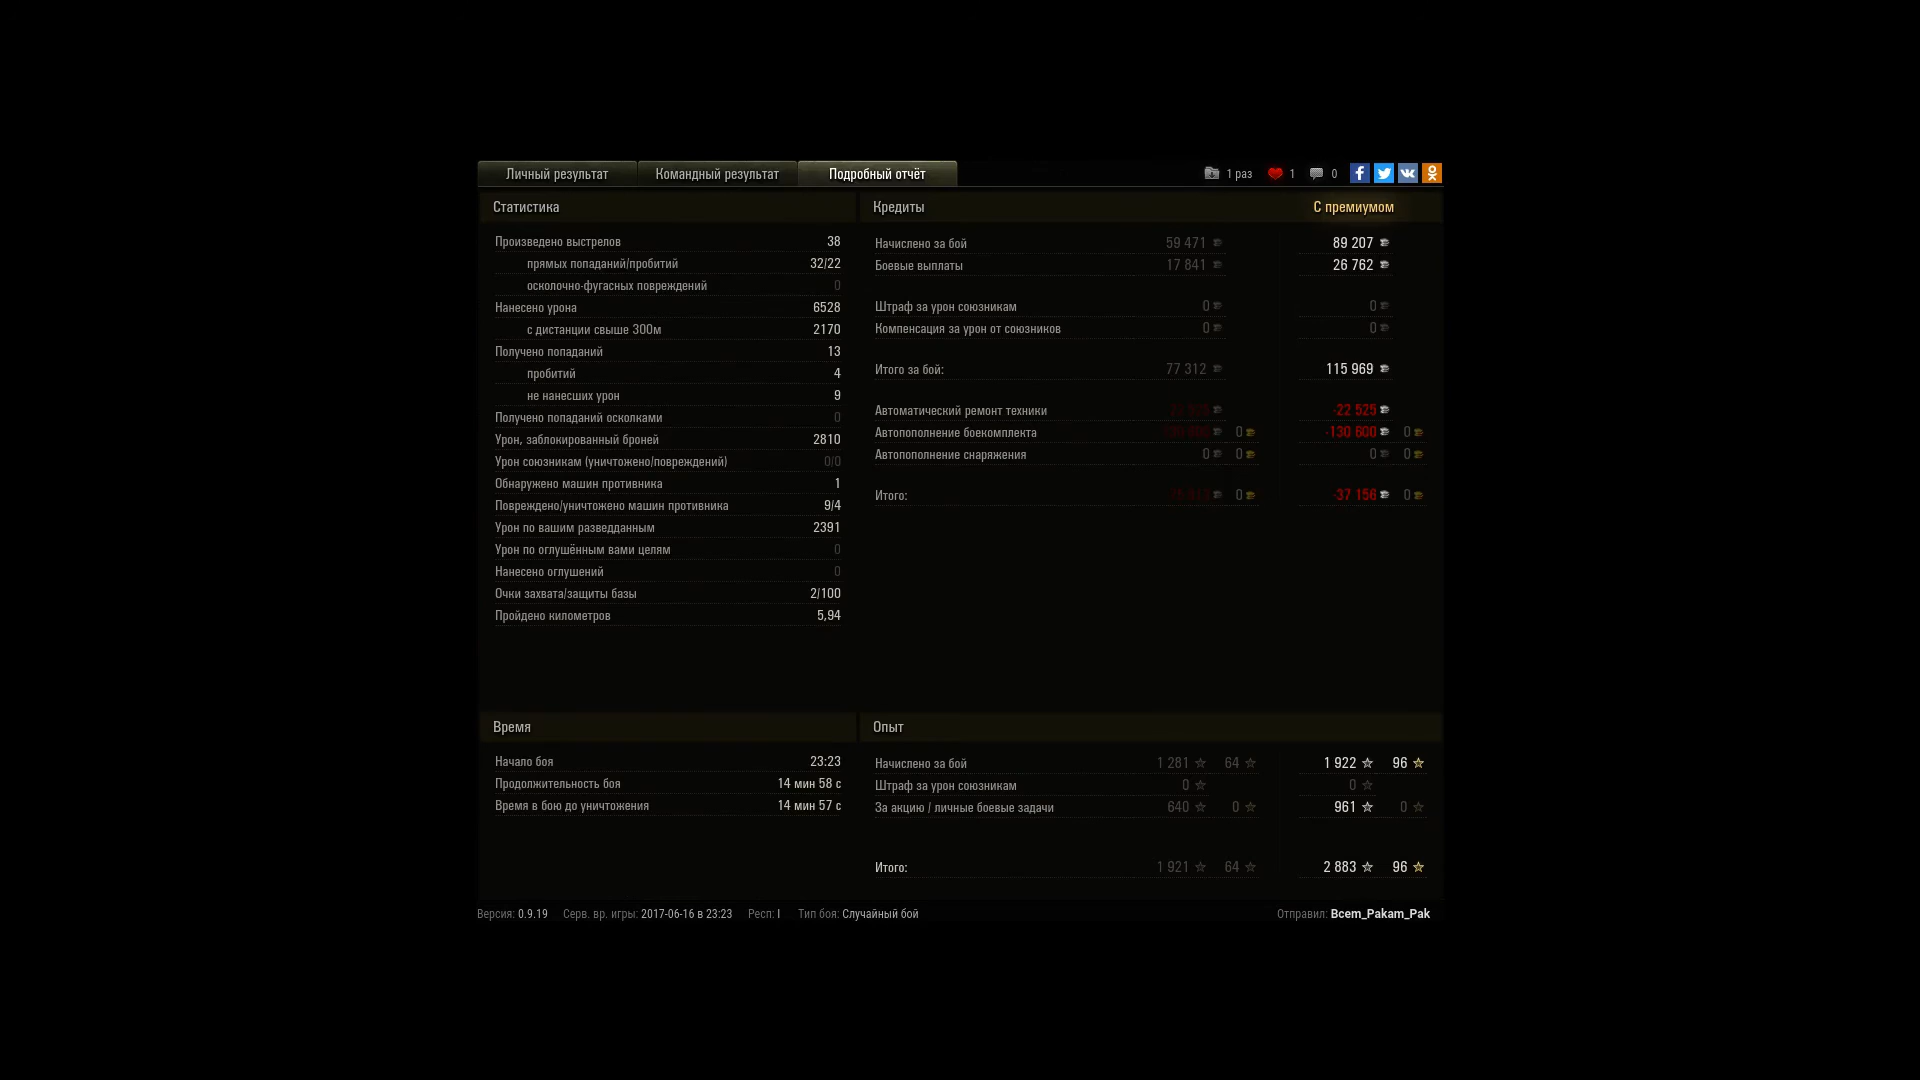 Личный результат Командный результат Подробный отчёт 1 раз 1 0
Статистика
Произведено выстрелов 38
прямых попаданий/пробитий 32/22
осколочно-фугасных повреждений 0
Нанесено урона 6528
с дистанции свыше 300м 2170
Получено попаданий 13
пробитий 4
не нанесших урон 9
Получено попаданий осколками 0
Урон, заблокированный броней 2810
Урон союзникам (уничтожено/повреждений) 0/0
Обнаружено машин противника 1
Повреждено/уничтожено машин противника 9/4
Урон по вашим разведданным 2391
Урон по оглушённым вами целям 0
Нанесено оглушений 0
Очки захвата/защиты базы 2/100
Пройдено километров 5,94
Кредиты С премиумом
Начислено за бой 59 471 89 207
Боевые выплаты 17 841 26 762
Штраф за урон союзникам 0 0
Компенсация за урон от союзников 0 0
Итого за бой: 77 312 115 969
Автоматический ремонт техники -22 525
Автопополнение боекомплекта 0 -130 600 0
Автопополнение снаряжения 0 0 0 0
Итого: 0 -37 156 0
Время
Начало боя 23:23
Продолжительность боя 14 мин 58 с
Время в бою до уничтожения 14 мин 57 с
Опыт
Начислено за бой 1 281 64 1 922 96
Штраф за урон союзникам 0 0
За акцию / личные боевые задачи 640 0 961 0
Итого: 1 921 64 2 883 96
Версия: 0.9.19 Серв. вр. игры: 2017-06-16 в 23:23 Респ: I Тип боя: Случайный бой Отправил: Bcem_Pakam_Pak